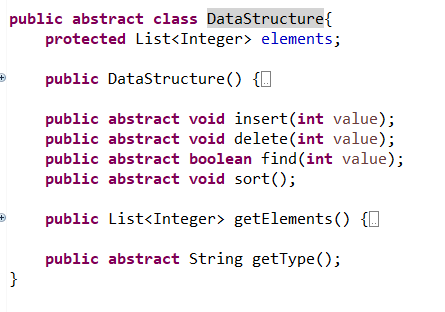 public abstract class DataStructure{
protected List<Integer> elements;
public DataStructure() {
public abstract void insert(int value);
public abstract void delete(int value);
public abstract boolean find(int value);
public abstract void sort();
public List<Integer> getElements() {
public abstract String getType();
}